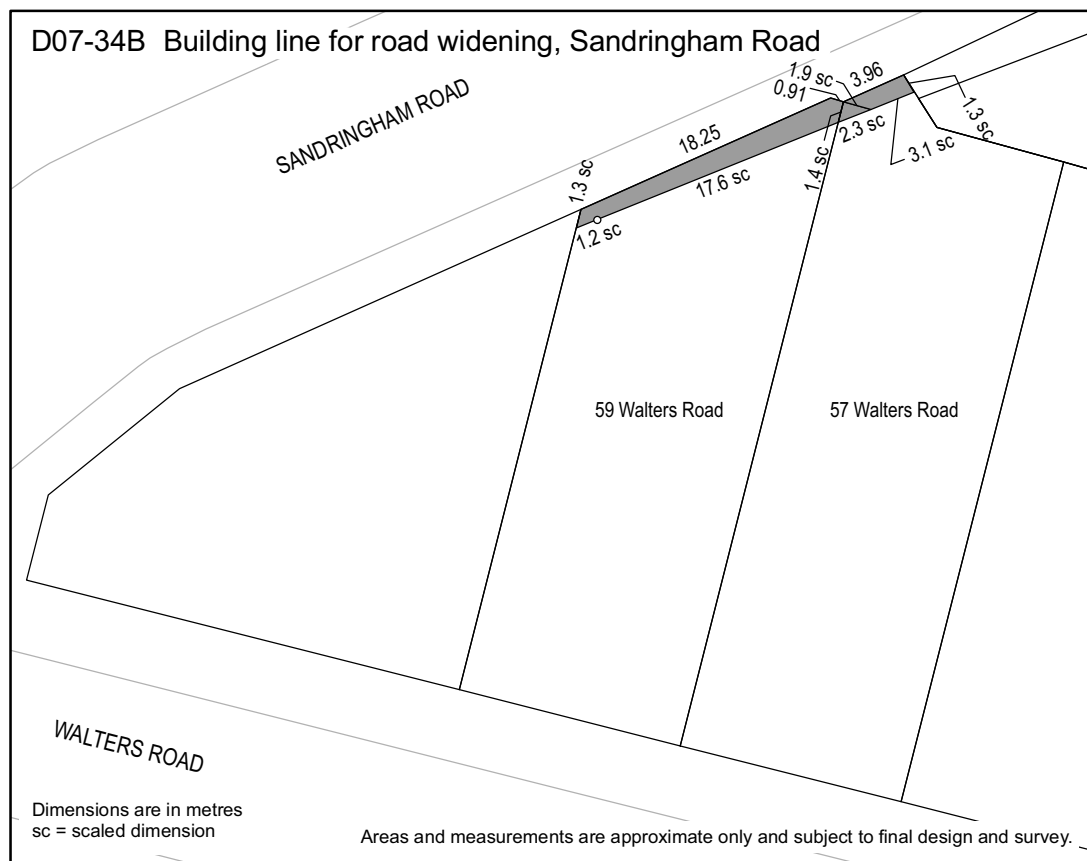 D07-34B Building line for road widening, Sandringham Road
SANDRINGHAM ROAD
1.9 sc
3.96
0.91
18.25
1.3 sc
2.3 sc
1.3 sc
3.1 sc
1.4 sc
17.6 sc
1.2 sc
59 Walters Road
57 Walters Road
WALTERS ROAD
Dimensions are in metres
sc = scaled dimension
Areas and measurements are approximate only and subject to final design and survey.